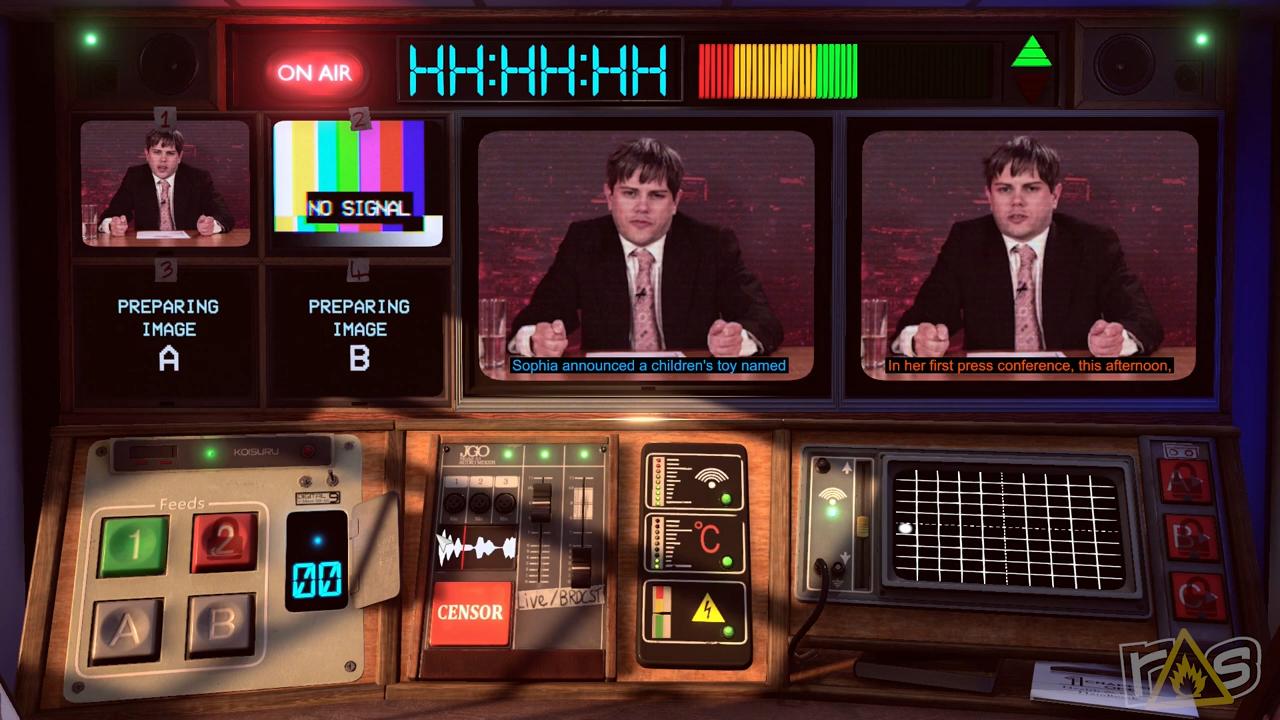 ON AIR
HH:HH:HH
1
2
NO SIGNAL
3
4
PREPARING
IMAGE
A
PREPARING
IMAGE
B
Sophia announced a children's toy named
In her first press conference, this afternoon,
KOISURU
Feeds
1
2
A
B
00
JGO
1 2 3
CENSOR
Live/BRDCST
°C
A
B
C
ras